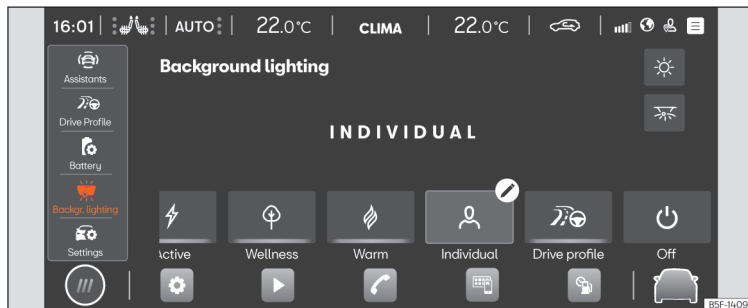 16:01 AUTO 22.0°C CLIMA 22.0°C
Assistants
Drive Profile
Battery
Backgr. lighting
Settings
Background lighting
INDIVIDUAL
Active Wellness Warm Individual Drive profile Off
B5F-1409